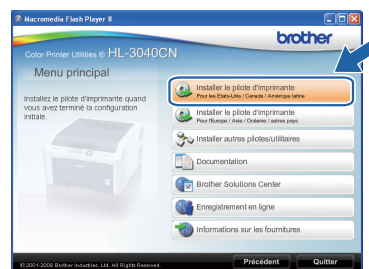 Macromedia Flash Player 8
brother
Color Printer Utilities ® HL-3040CN
Menu principal
Installez le pilote d'imprimante quand
vous avez terminé la configuration
initiale.
Installer le pilote d'imprimante
Pour les Etats-Unis / Canada / Amérique latine
Installer le pilote d'imprimante
Pour l'Europe / Asie / Océanie / autres pays
Installer autres pilotes/utilitaires
Documentation
Brother Solutions Center
Enregistrement en ligne
Informations sur les fournitures
© 2001-2008 Brother Industries, Ltd. All Rights Reserved.
Précédent
Quitter